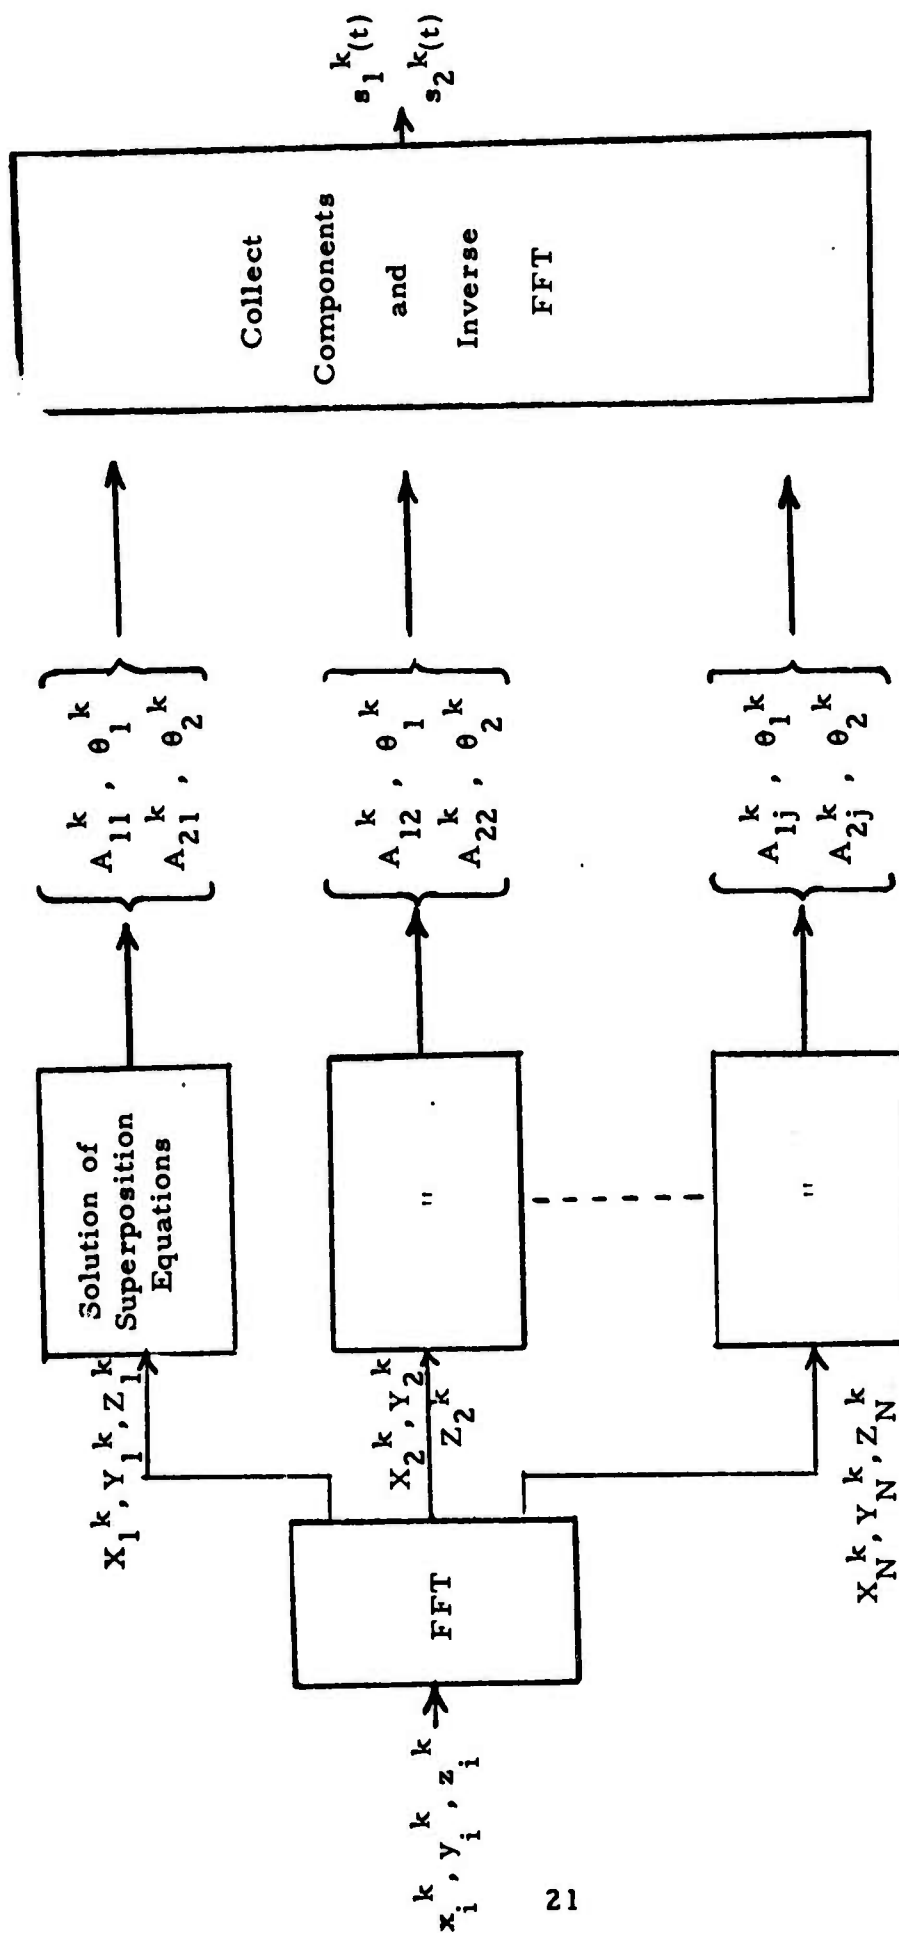 x_i^k, y_i^k, z_i^k
FFT
X_1^k, Y_1^k, Z_1^k
X_2^k, Y_2^k
Z_2^k
X_N^k, Y_N^k, Z_N^k
Solution of
Superposition
Equations
"
"
A_11^k, θ_1^k
A_21^k, θ_2^k
A_12^k, θ_1^k
A_22^k, θ_2^k
A_1j^k, θ_1^k
A_2j^k, θ_2^k
Collect
Components
and
Inverse
FFT
s_1^k(t)
s_2^k(t)
21